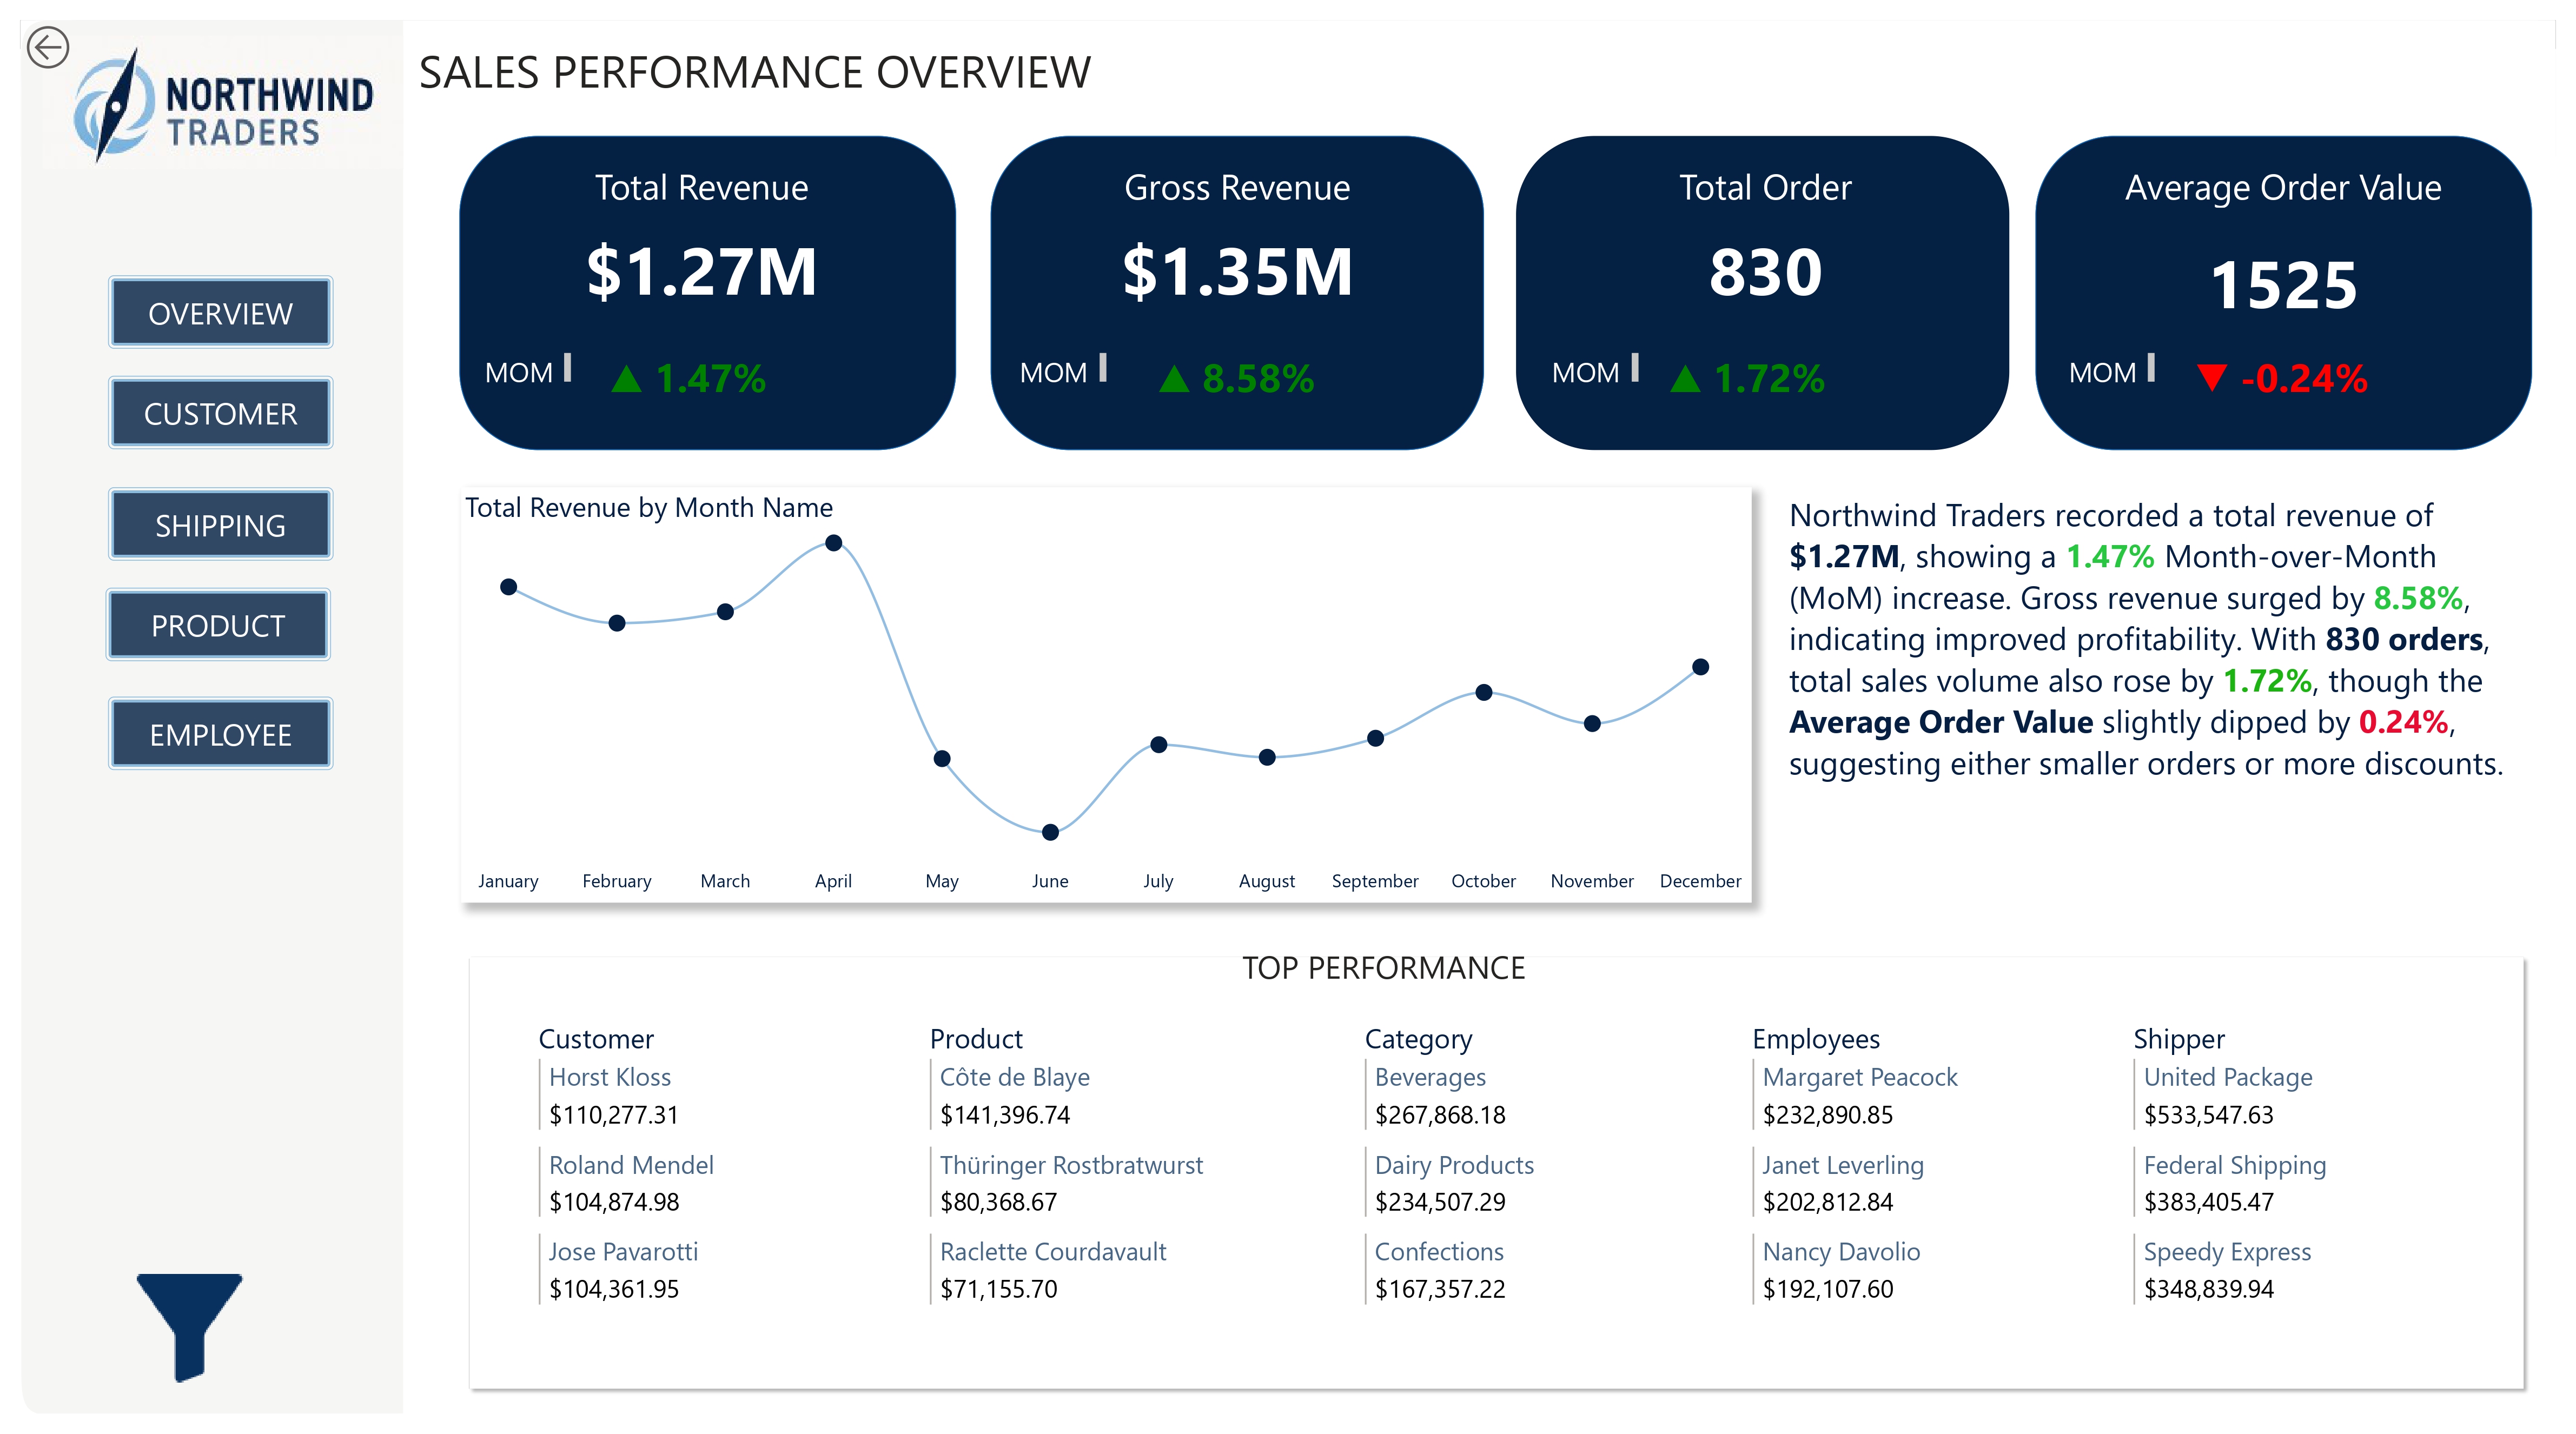 NORTHWIND
TRADERS
SALES PERFORMANCE OVERVIEW
OVERVIEW
CUSTOMER
SHIPPING
PRODUCT
EMPLOYEE
Total Revenue
$1.27M
MOM
▲ 1.47%
Gross Revenue
$1.35M
MOM
▲ 8.58%
Total Order
830
MOM
▲ 1.72%
Average Order Value
1525
MOM
▼ -0.24%
Total Revenue by Month Name
January February March April May June July August September October November December
Northwind Traders recorded a total revenue of
$1.27M, showing a 1.47% Month-over-Month
(MoM) increase. Gross revenue surged by 8.58%,
indicating improved profitability. With 830 orders,
total sales volume also rose by 1.72%, though the
Average Order Value slightly dipped by 0.24%,
suggesting either smaller orders or more discounts.
TOP PERFORMANCE
Customer
Horst Kloss
$110,277.31
Roland Mendel
$104,874.98
Jose Pavarotti
$104,361.95
Product
Côte de Blaye
$141,396.74
Thüringer Rostbratwurst
$80,368.67
Raclette Courdavault
$71,155.70
Category
Beverages
$267,868.18
Dairy Products
$234,507.29
Confections
$167,357.22
Employees
Margaret Peacock
$232,890.85
Janet Leverling
$202,812.84
Nancy Davolio
$192,107.60
Shipper
United Package
$533,547.63
Federal Shipping
$383,405.47
Speedy Express
$348,839.94